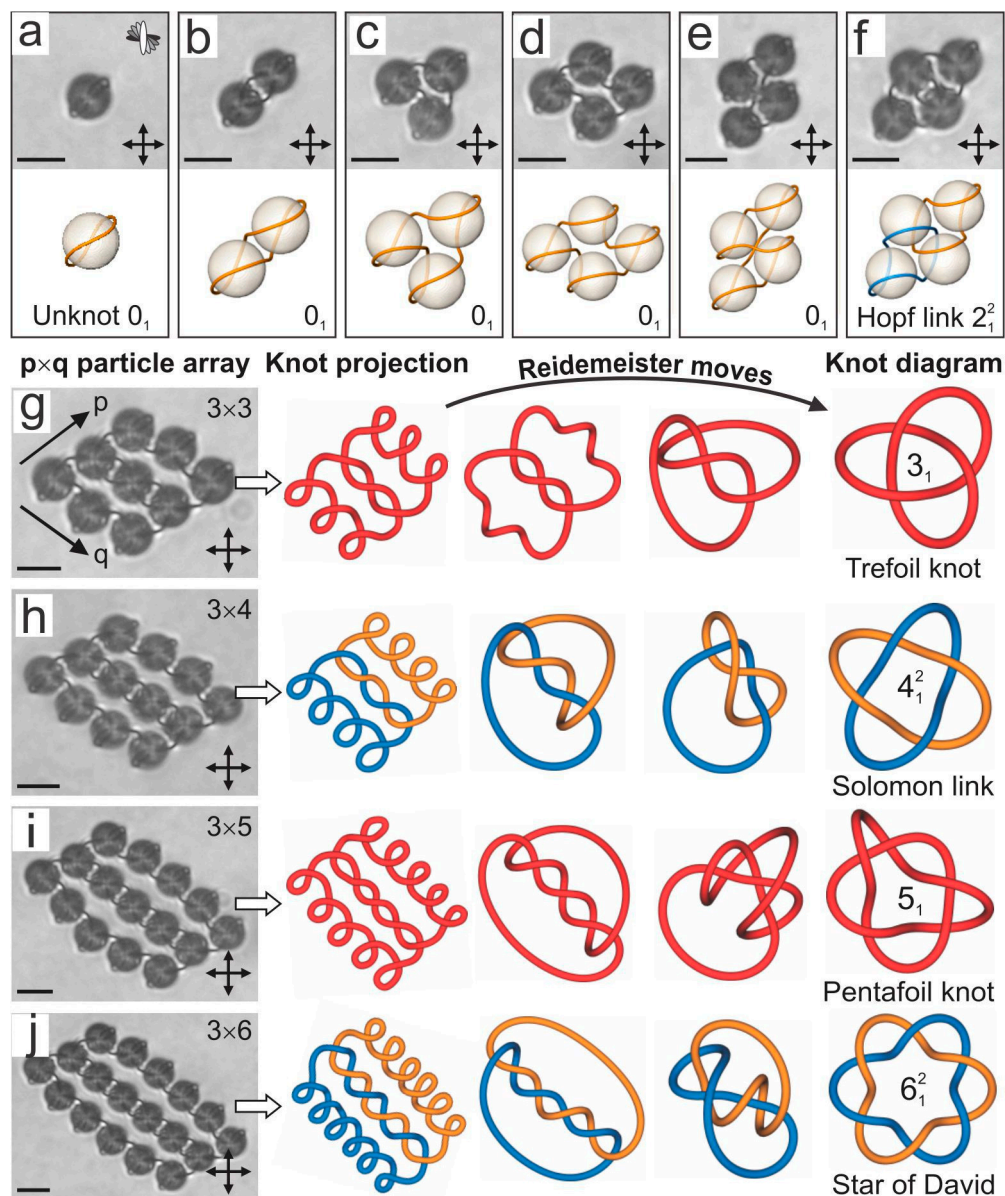 a b c d e f
Unknot 0₁ 0₁ 0₁ 0₁ 0₁ Hopf link 2²₁
p×q particle array Knot projection Reidemeister moves Knot diagram
g 3×3
p
q
3₁
Trefoil knot
h 3×4
4²₁
Solomon link
i 3×5
5₁
Pentafoil knot
j 3×6
6²₁
Star of David